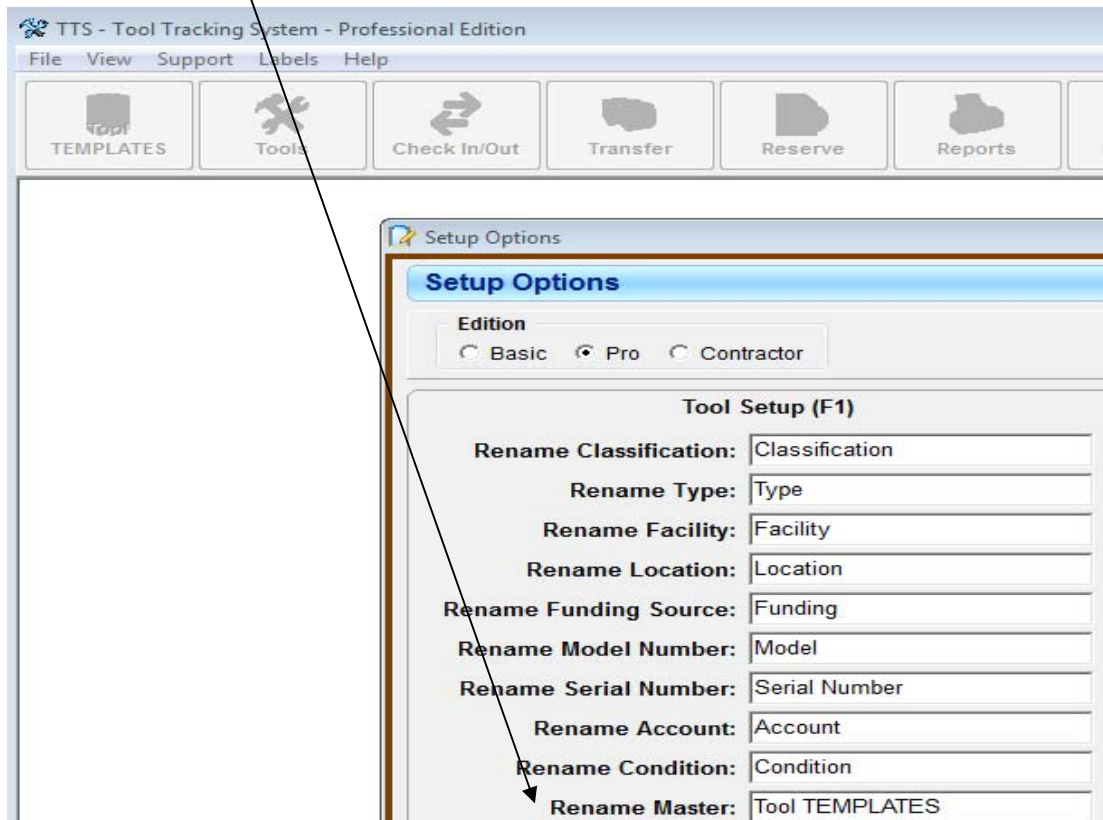 TTS - Tool Tracking System - Professional Edition
File View Support Labels Help
Tool
TEMPLATES Tools Check In/Out Transfer Reserve Reports
Setup Options
Setup Options
Edition
Basic Pro Contractor
Tool Setup (F1)
Rename Classification: Classification
Rename Type: Type
Rename Facility: Facility
Rename Location: Location
Rename Funding Source: Funding
Rename Model Number: Model
Rename Serial Number: Serial Number
Rename Account: Account
Rename Condition: Condition
Rename Master: Tool TEMPLATES